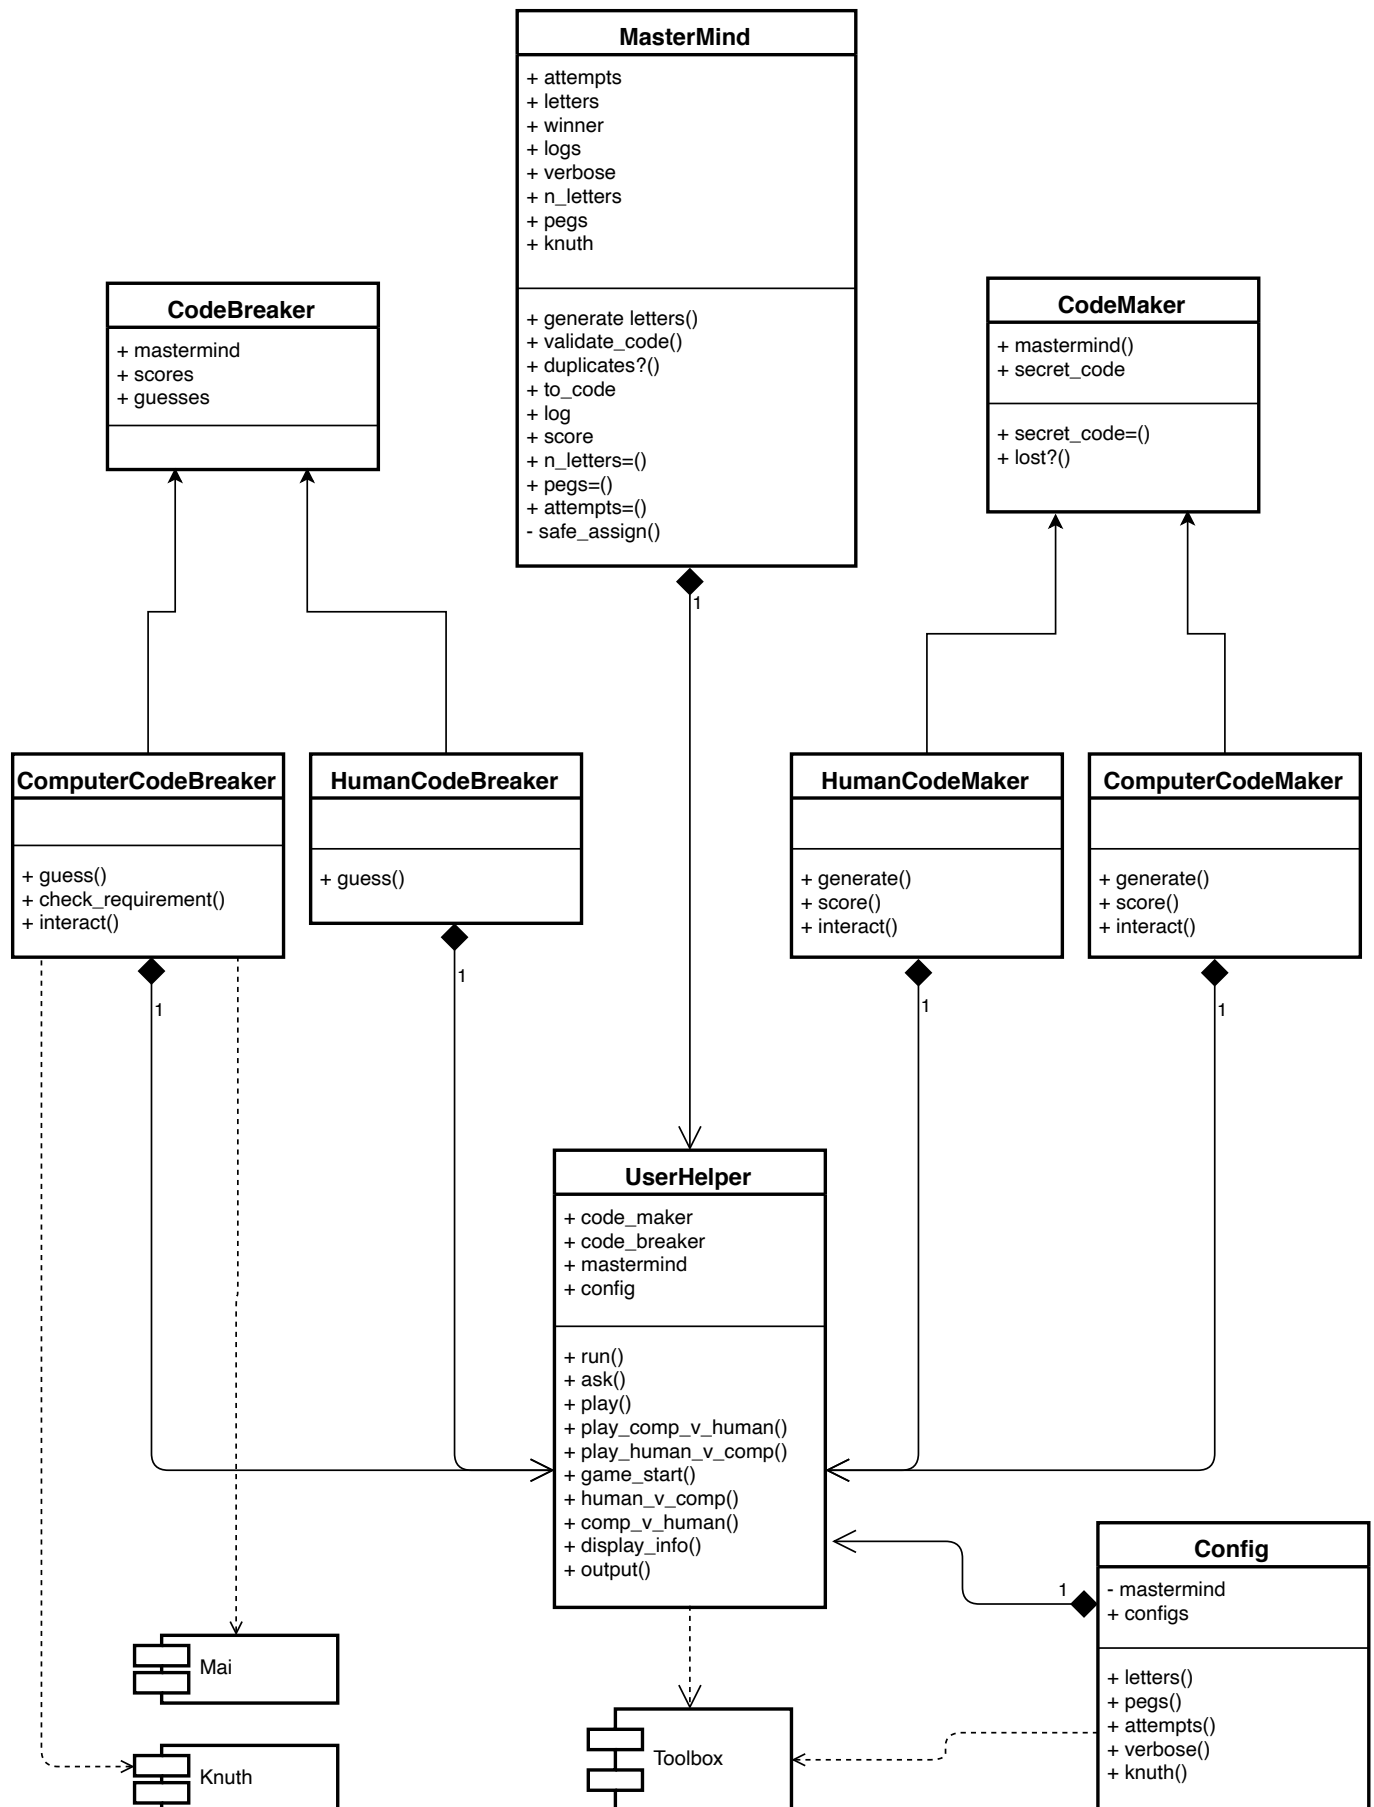 MasterMind
+ attempts
+ letters
+ winner
+ logs
+ verbose
+ n_letters
+ pegs
+ knuth
+ generate letters()
+ validate_code()
+ duplicates?()
+ to_code
+ log
+ score
+ n_letters=()
+ pegs=()
+ attempts=()
- safe_assign()
1
CodeBreaker
+ mastermind
+ scores
+ guesses
CodeMaker
+ mastermind()
+ secret_code
+ secret_code=()
+ lost?()
ComputerCodeBreaker
+ guess()
+ check_requirement()
+ interact()
1
HumanCodeBreaker
+ guess()
1
HumanCodeMaker
+ generate()
+ score()
+ interact()
1
ComputerCodeMaker
+ generate()
+ score()
+ interact()
1
UserHelper
+ code_maker
+ code_breaker
+ mastermind
+ config
+ run()
+ ask()
+ play()
+ play_comp_v_human()
+ play_human_v_comp()
+ game_start()
+ human_v_comp()
+ comp_v_human()
+ display_info()
+ output()
1
Config
- mastermind
+ configs
+ letters()
+ pegs()
+ attempts()
+ verbose()
+ knuth()
Mai
Knuth
Toolbox